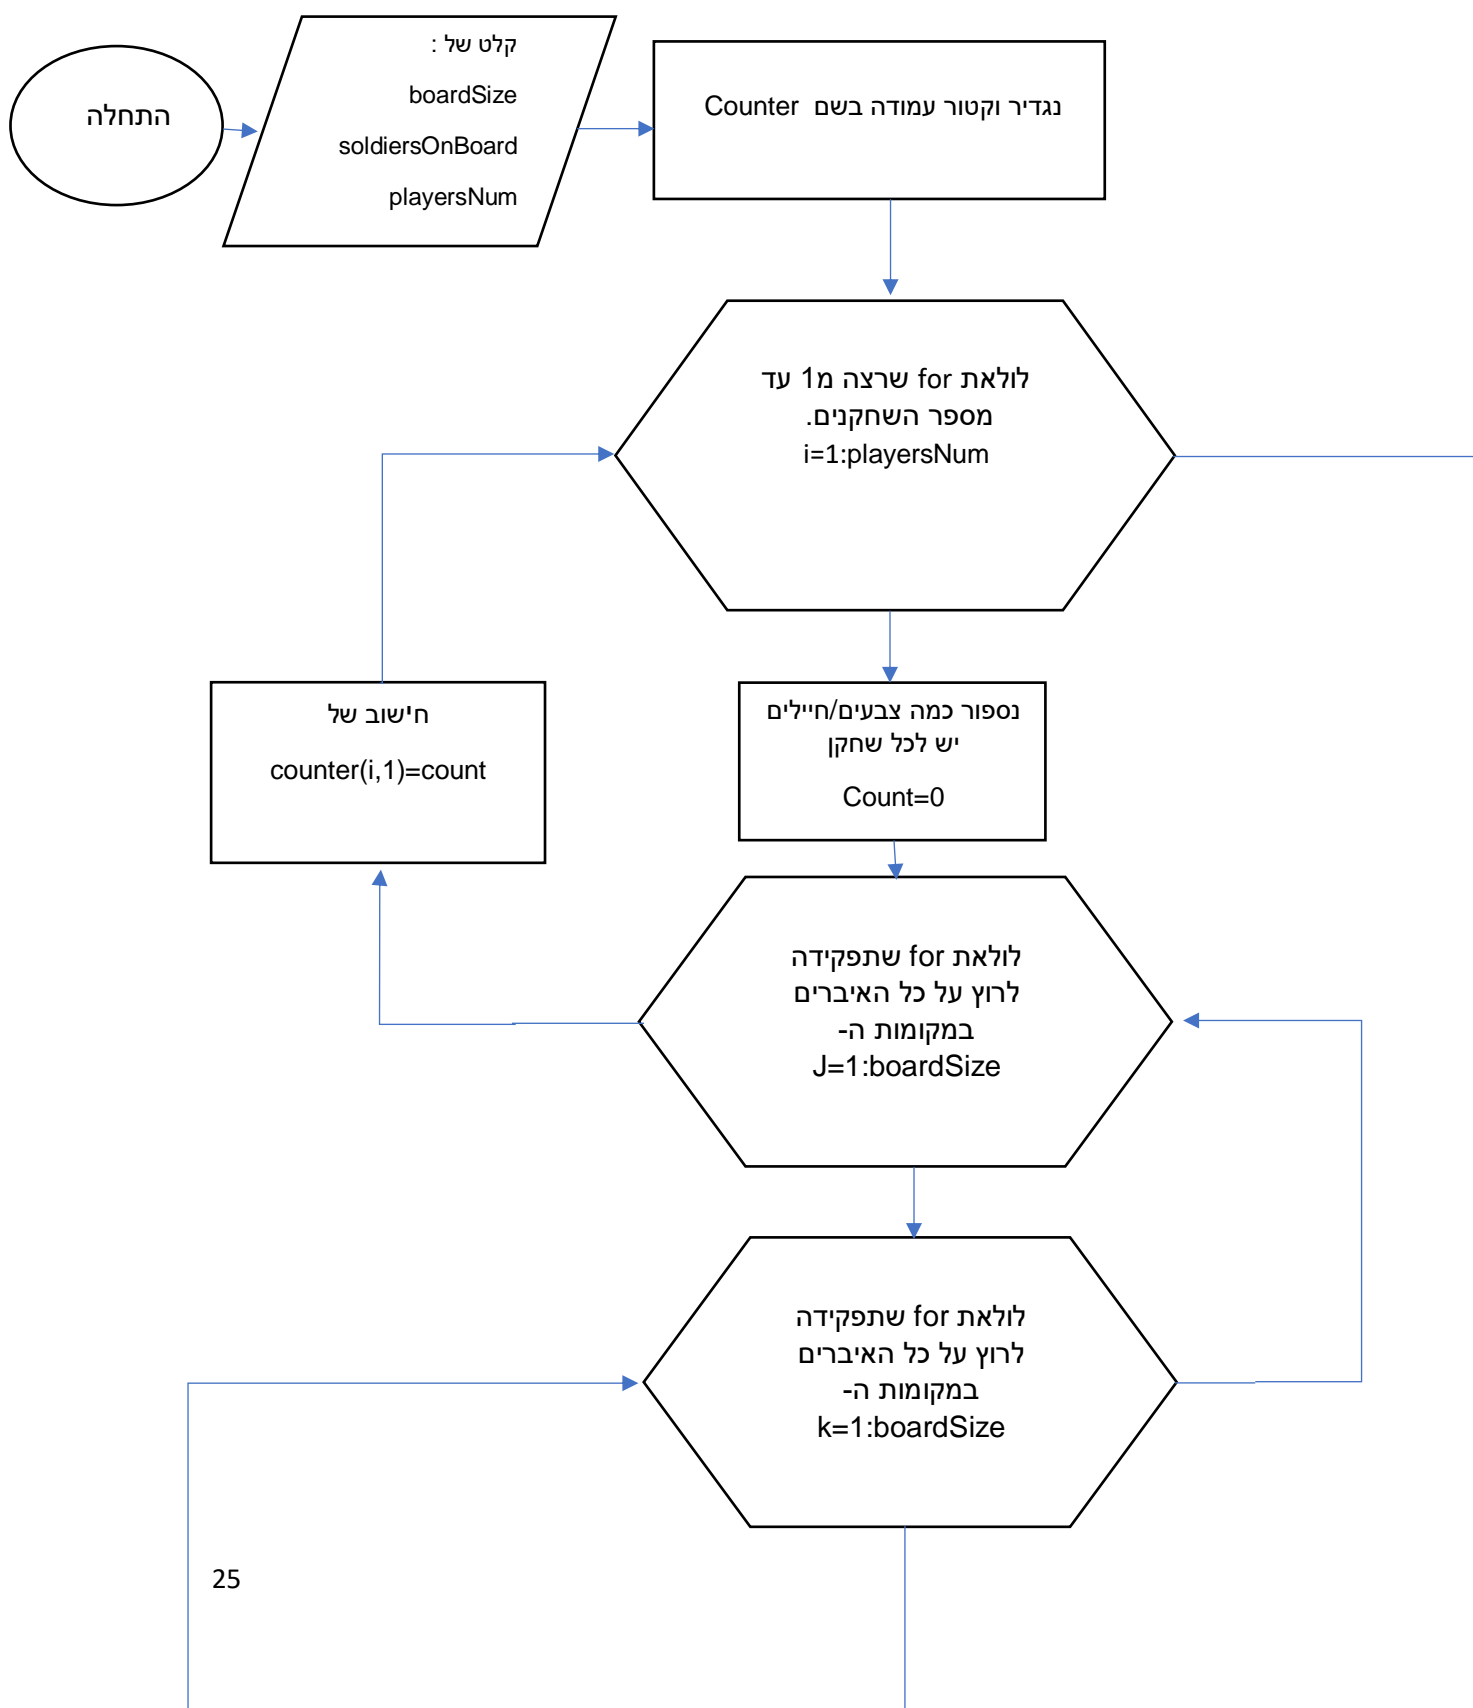 התחלה
קלט של :
boardSize
soldiersOnBoard
playersNum
נגדיר וקטור עמודה בשם Counter
לולאת for שרצה מ1 עד
מספר השחקנים.
i=1:playersNum
חישוב של
counter(i,1)=count
נספור כמה צבעים/חיילים
יש לכל שחקן
Count=0
לולאת for שתפקידה
לרוץ על כל האיברים
במקומות ה-
J=1:boardSize
לולאת for שתפקידה
לרוץ על כל האיברים
במקומות ה-
k=1:boardSize
25